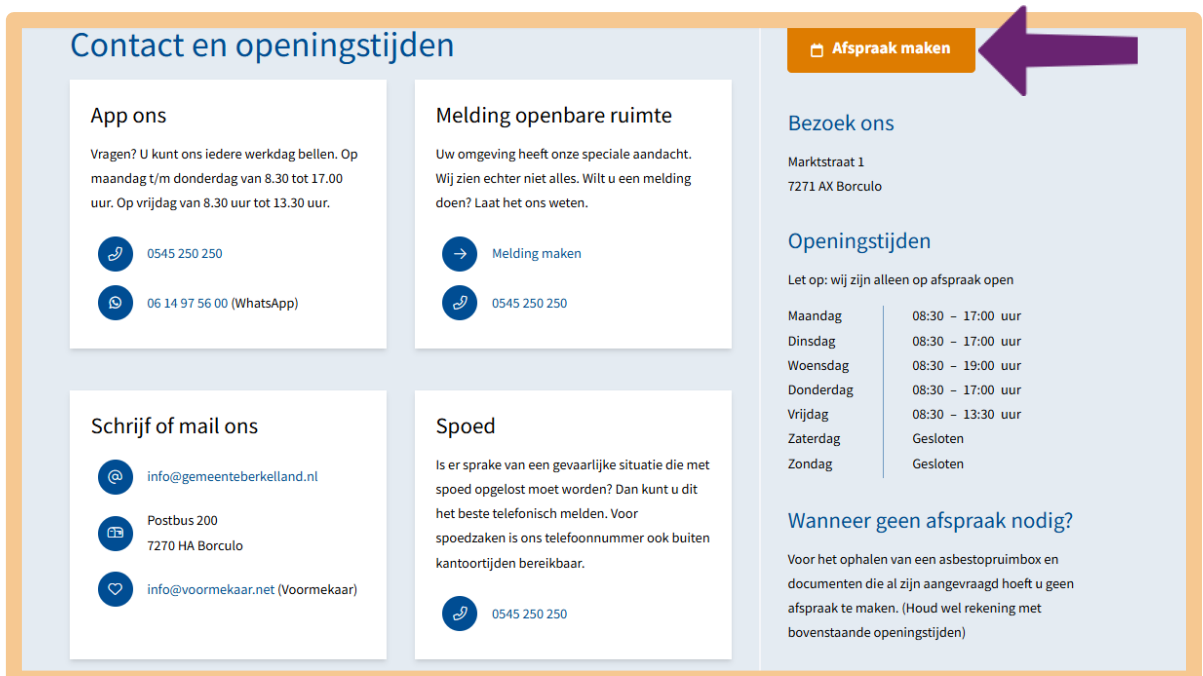 Contact en openingstijden
App ons
Vragen? U kunt ons iedere werkdag bellen. Op
maandag t/m donderdag van 8.30 tot 17.00
uur. Op vrijdag van 8.30 uur tot 13.30 uur.
0545 250 250
06 14 97 56 00 (WhatsApp)
Melding openbare ruimte
Uw omgeving heeft onze speciale aandacht.
Wij zien echter niet alles. Wilt u een melding
doen? Laat het ons weten.
Melding maken
0545 250 250
Schrijf of mail ons
info@gemeenteberkelland.nl
Postbus 200
7270 HA Borculo
info@voormekaar.net (Voormekaar)
Spoed
Is er sprake van een gevaarlijke situatie die met
spoed opgelost moet worden? Dan kunt u dit
het beste telefonisch melden. Voor
spoedzaken is ons telefoonnummer ook buiten
kantoortijden bereikbaar.
0545 250 250
Afspraak maken
Bezoek ons
Marktstraat 1
7271 AX Borculo
Openingstijden
Let op: wij zijn alleen op afspraak open
Maandag 08:30 – 17:00 uur
Dinsdag 08:30 – 17:00 uur
Woensdag 08:30 – 19:00 uur
Donderdag 08:30 – 17:00 uur
Vrijdag 08:30 – 13:30 uur
Zaterdag Gesloten
Zondag Gesloten
Wanneer geen afspraak nodig?
Voor het ophalen van een asbestopruimbox en
documenten die al zijn aangevraagd hoeft u geen
afspraak te maken. (Houd wel rekening met
bovenstaande openingstijden)